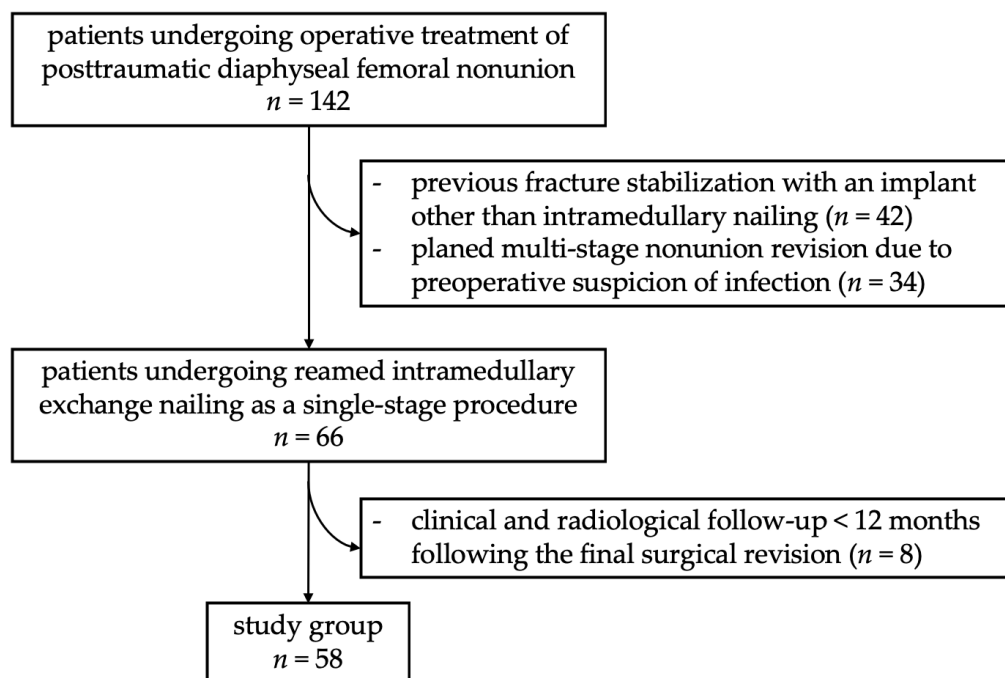 patients undergoing operative treatment of
posttraumatic diaphyseal femoral nonunion
n = 142
- previous fracture stabilization with an implant
other than intramedullary nailing (n = 42)
- planed multi-stage nonunion revision due to
preoperative suspicion of infection (n = 34)
patients undergoing reamed intramedullary
exchange nailing as a single-stage procedure
n = 66
- clinical and radiological follow-up < 12 months
following the final surgical revision (n = 8)
study group
n = 58